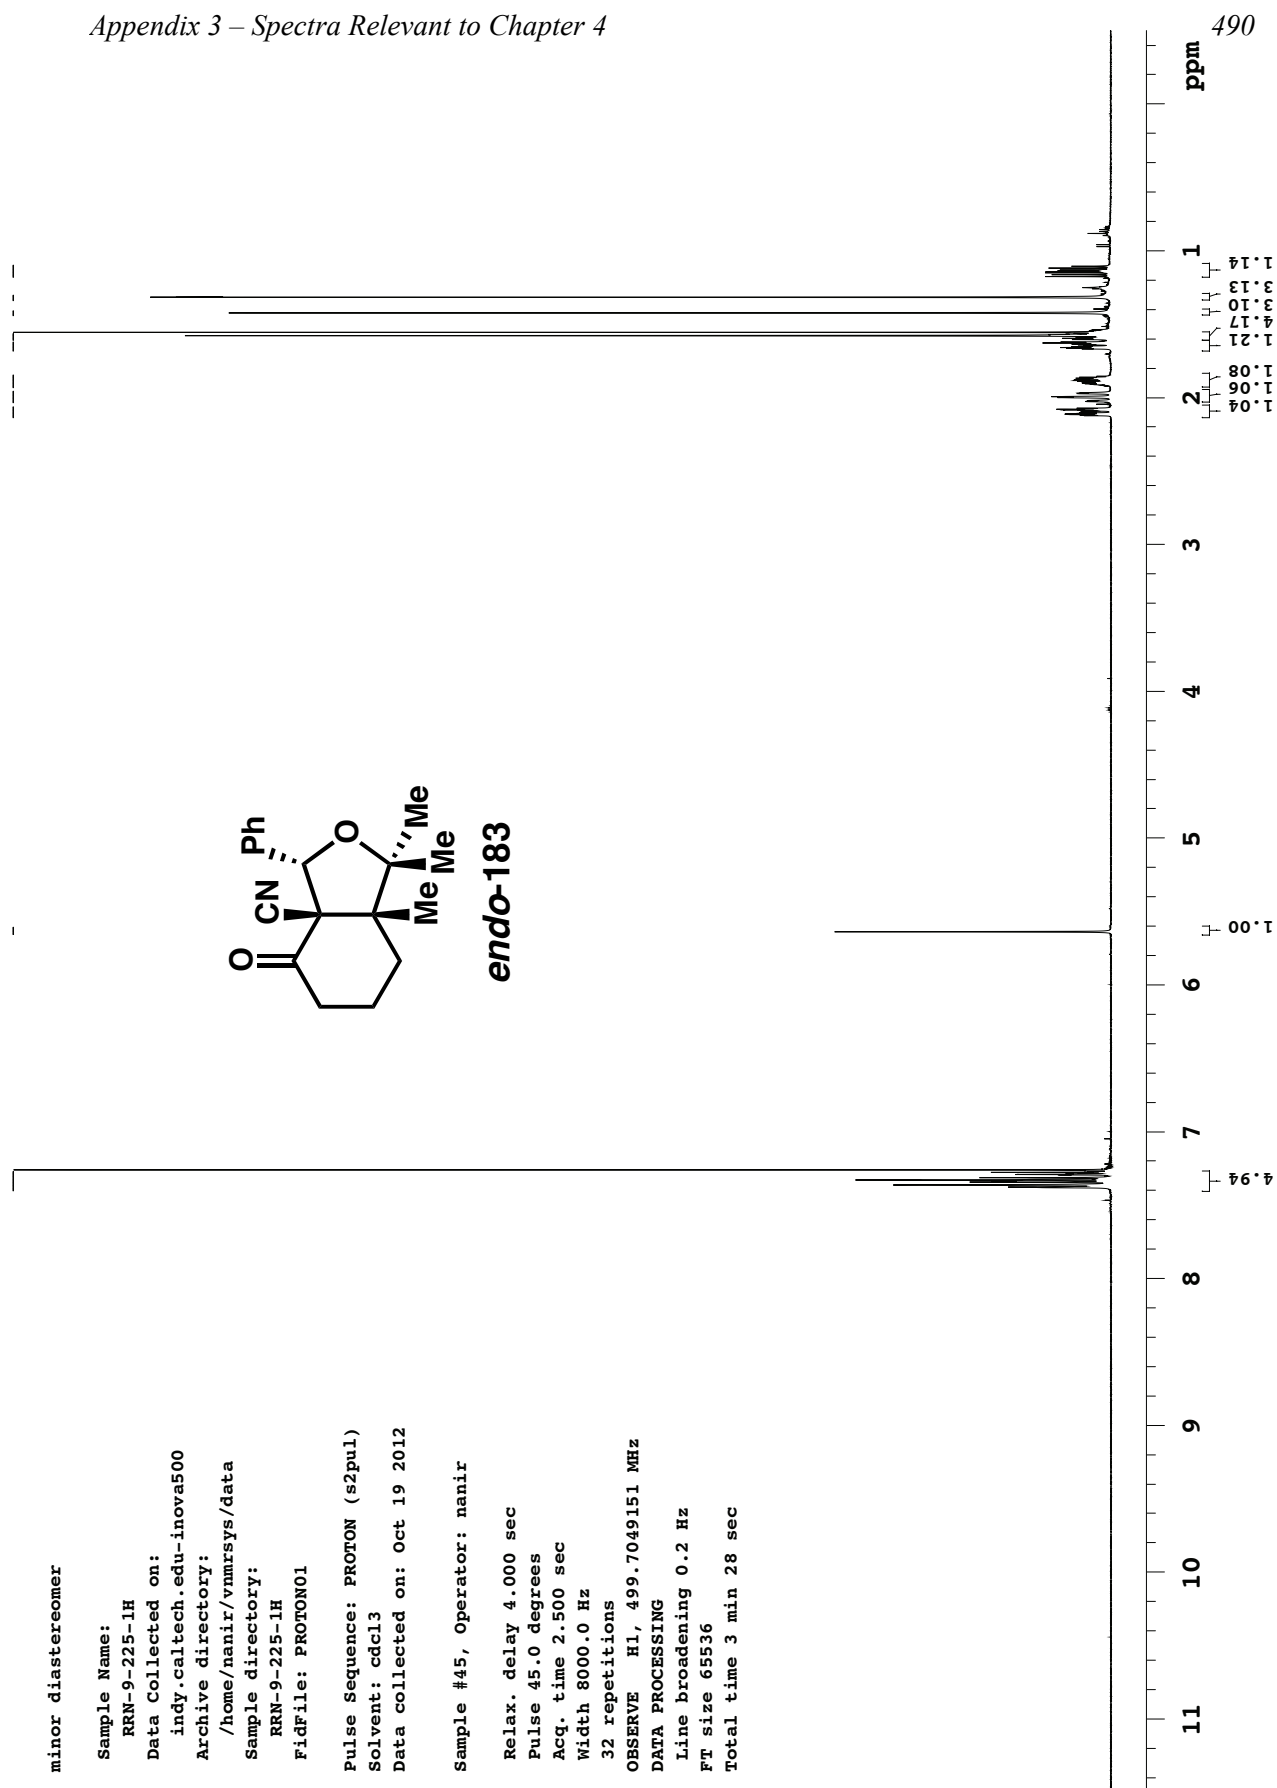 Appendix 3 – Spectra Relevant to Chapter 4
490
minor diastereomer
Sample Name:
RRN-9-225-1H
Data Collected on:
indy.caltech.edu-inova500
Archive directory:
/home/nanir/vnmrsys/data
Sample directory:
RRN-9-225-1H
FidFile: PROTON01
Pulse Sequence: PROTON (s2pul)
Solvent: cdcl3
Data collected on: Oct 19 2012
Sample #45, Operator: nanir
Relax. delay 4.000 sec
Pulse 45.0 degrees
Acq. time 2.500 sec
Width 8000.0 Hz
32 repetitions
OBSERVE H1, 499.7049151 MHz
DATA PROCESSING
Line broadening 0.2 Hz
FT size 65536
Total time 3 min 28 sec
O
CN
Ph
O
Me
Me
Me
endo-183
11 10 9 8 7 6 5 4 3 2 1 ppm
4.94
1.00
1.04
1.06
1.08
1.21
4.17
3.10
3.13
1.14